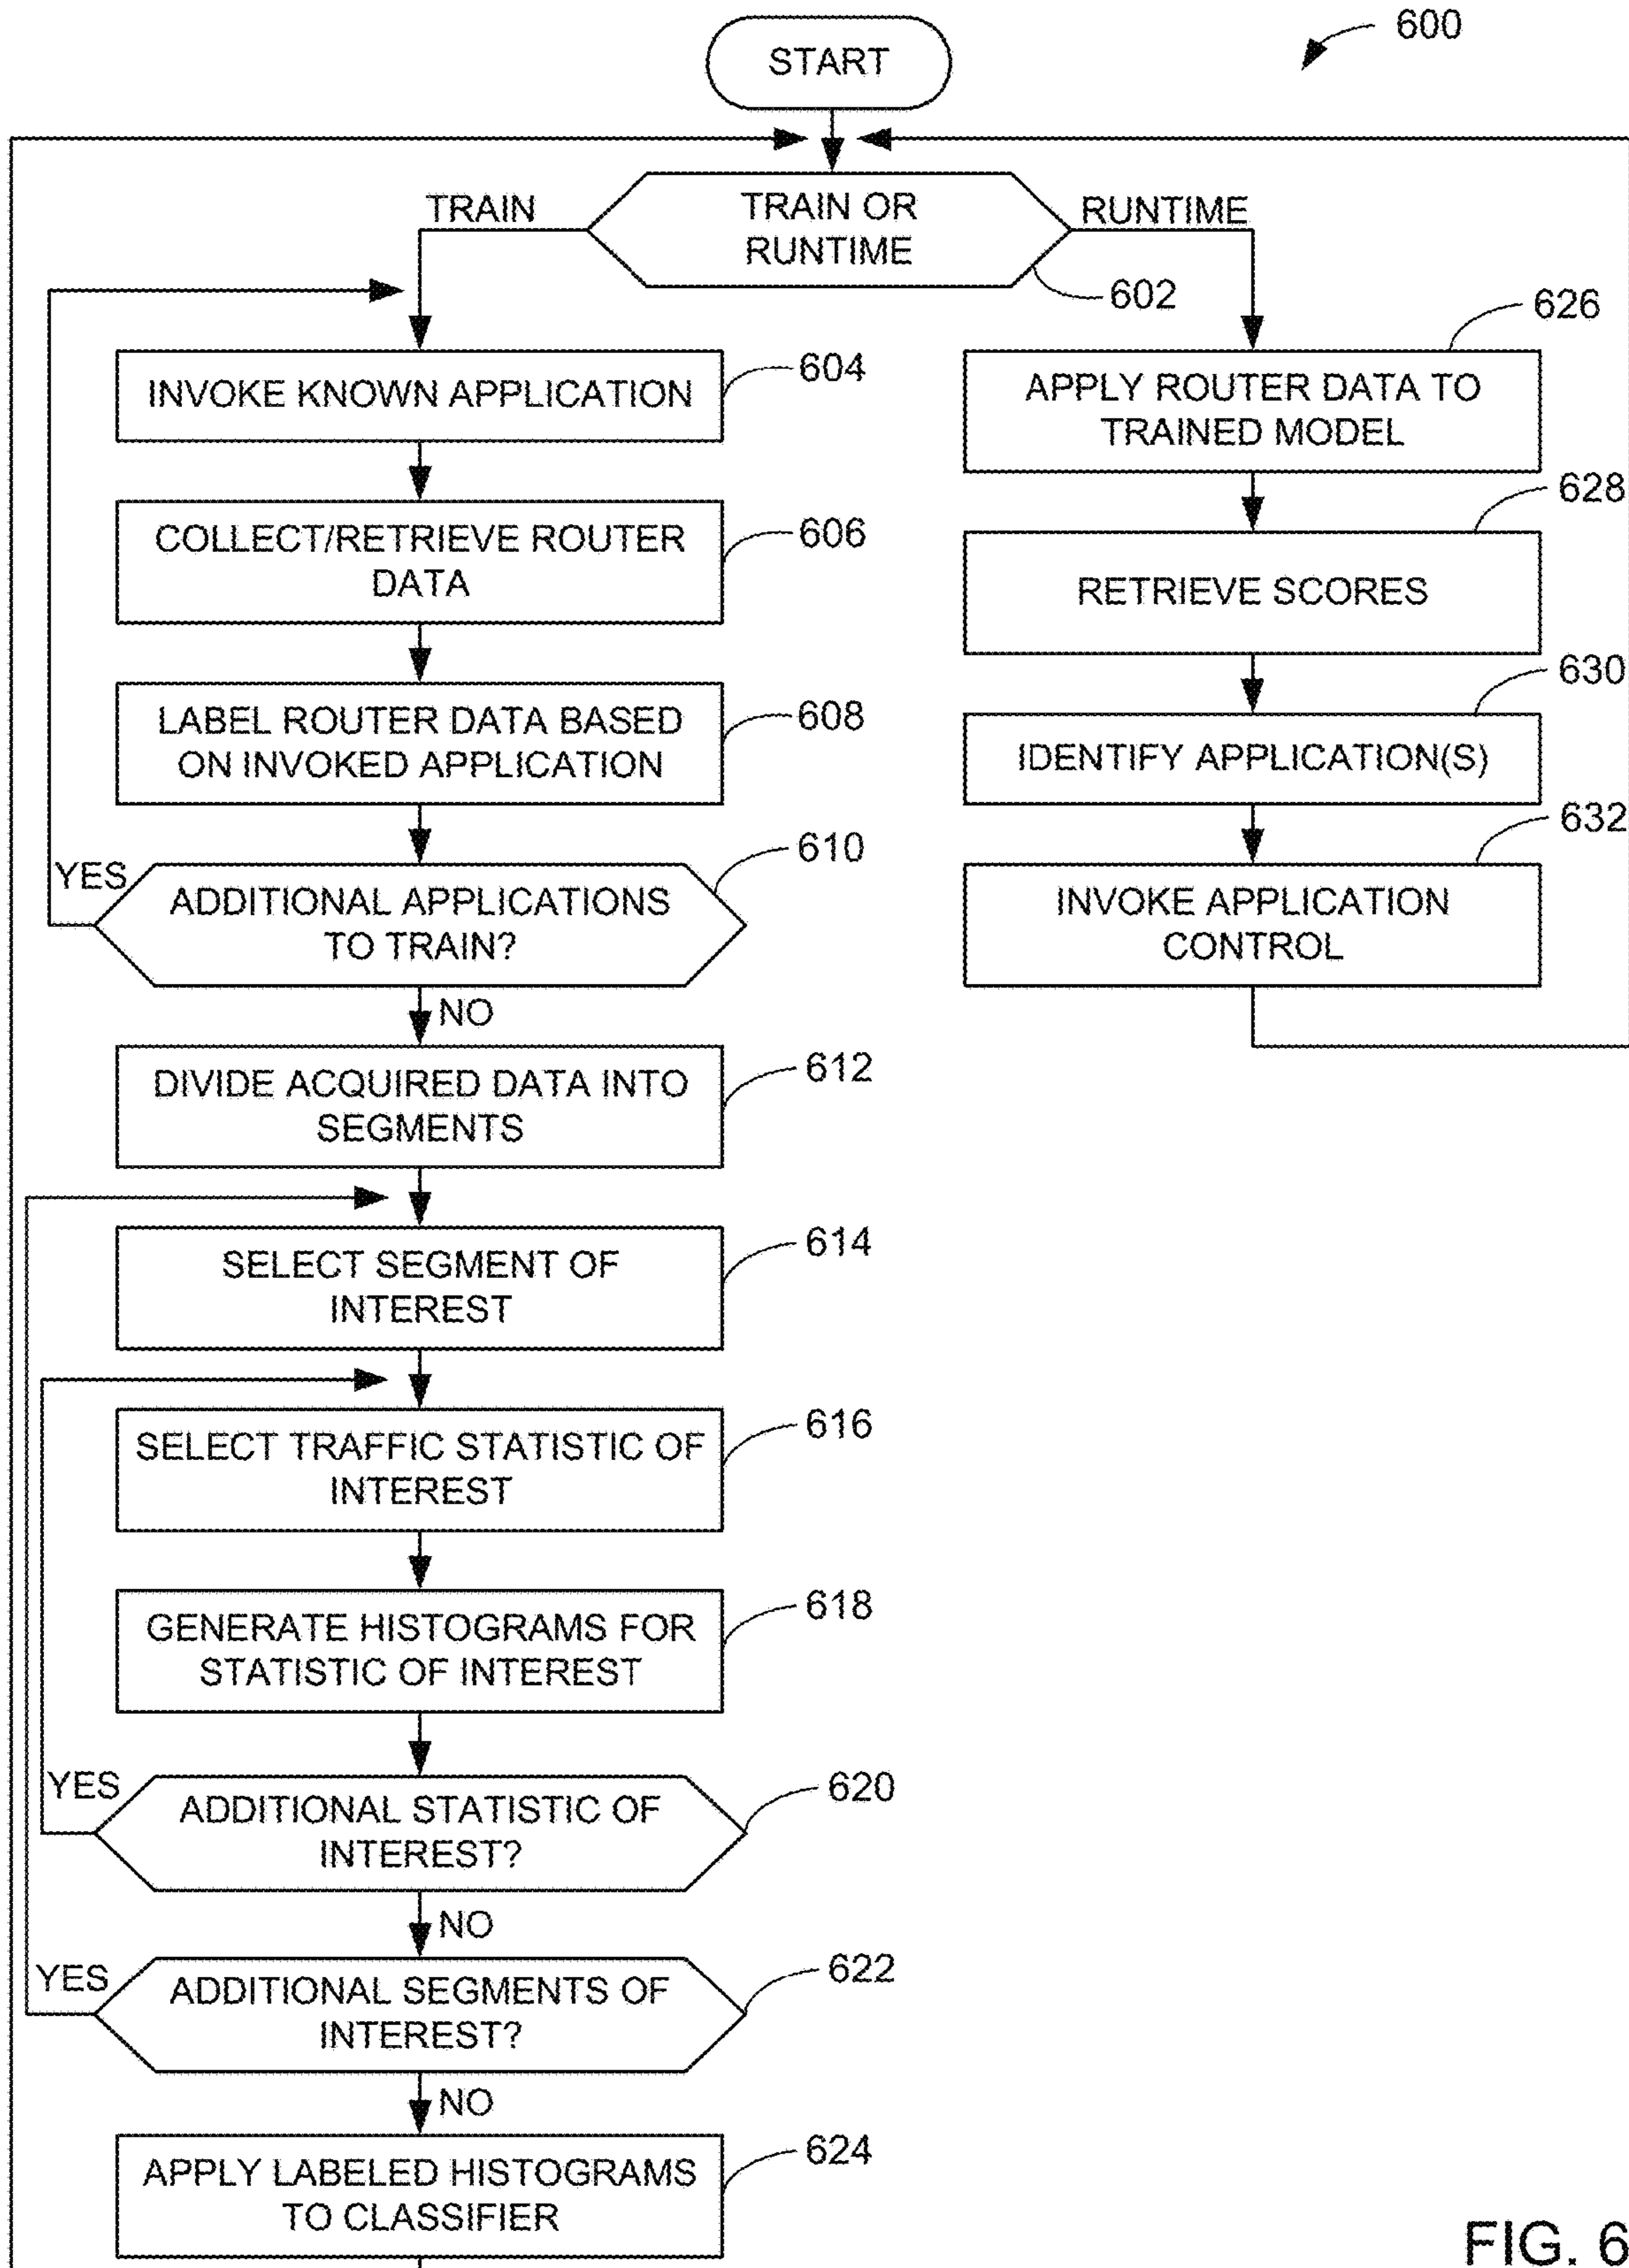 600
START
TRAIN
TRAIN OR
RUNTIME
RUNTIME
602
INVOKE KNOWN APPLICATION
604
COLLECT/RETRIEVE ROUTER
DATA
606
LABEL ROUTER DATA BASED
ON INVOKED APPLICATION
608
YES
ADDITIONAL APPLICATIONS
TO TRAIN?
610
NO
DIVIDE ACQUIRED DATA INTO
SEGMENTS
612
SELECT SEGMENT OF
INTEREST
614
SELECT TRAFFIC STATISTIC OF
INTEREST
616
GENERATE HISTOGRAMS FOR
STATISTIC OF INTEREST
618
YES
ADDITIONAL STATISTIC OF
INTEREST?
620
NO
YES
ADDITIONAL SEGMENTS OF
INTEREST?
622
NO
APPLY LABELED HISTOGRAMS
TO CLASSIFIER
624
626
APPLY ROUTER DATA TO
TRAINED MODEL
628
RETRIEVE SCORES
630
IDENTIFY APPLICATION(S)
632
INVOKE APPLICATION
CONTROL
FIG. 6